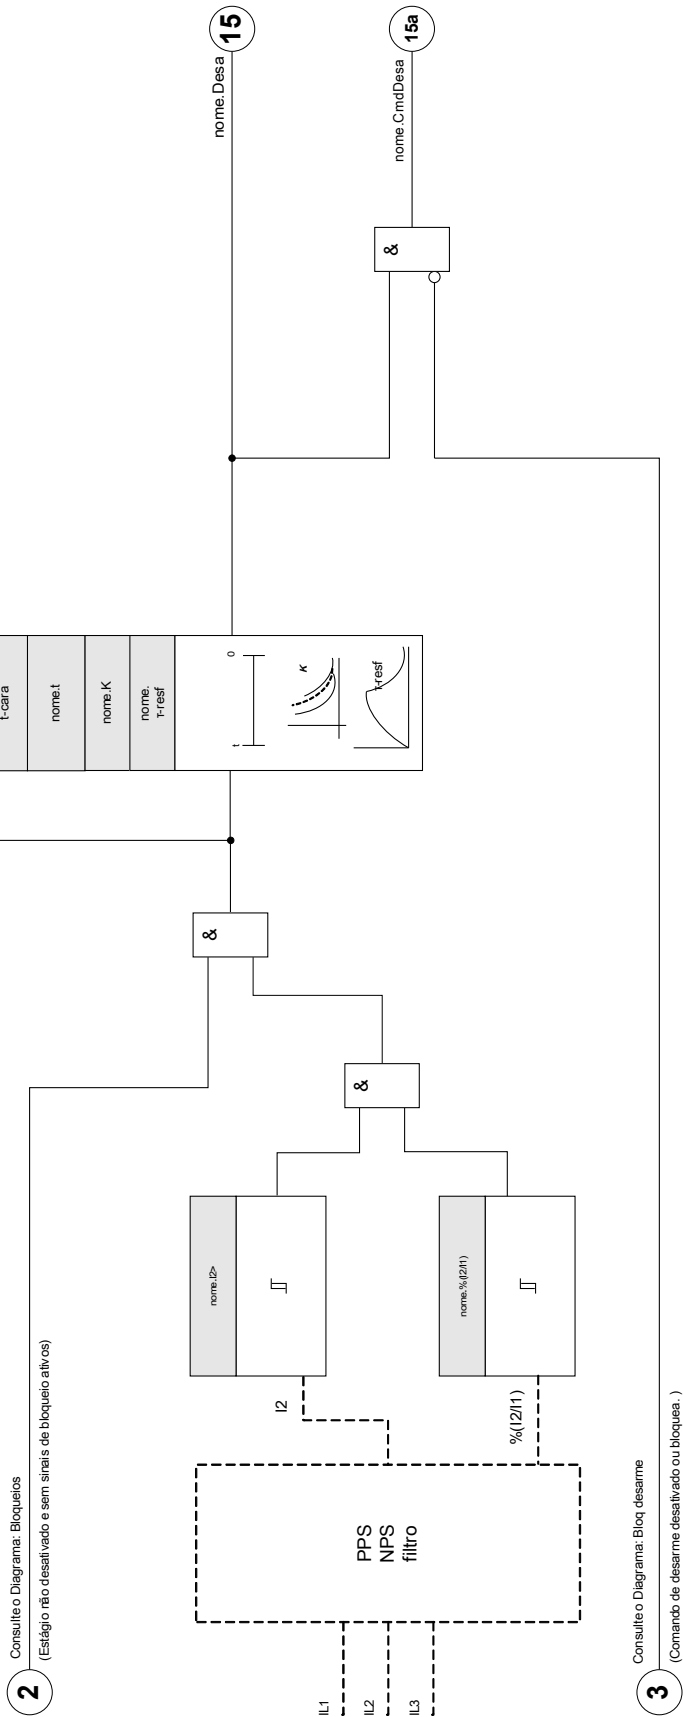 2
Consulte o Diagrama: Bloqueios
(Estágio não desativado e sem sinais de bloqueio ativos)
IL1
IL2
IL3
PPS
NPS
filtro
I2
%(I2/I1)
nome.I2>
nome.%(I2/I1)
&
&
t-cara
nome.t
nome.K
nome.
τ-resf
t
0
K
τ-resf
&
nome.Desa
15
nome.CmdDesa
15a
3
Consulte o Diagrama: Bloq desarme
(Comando de desarme desativado ou bloquea. )